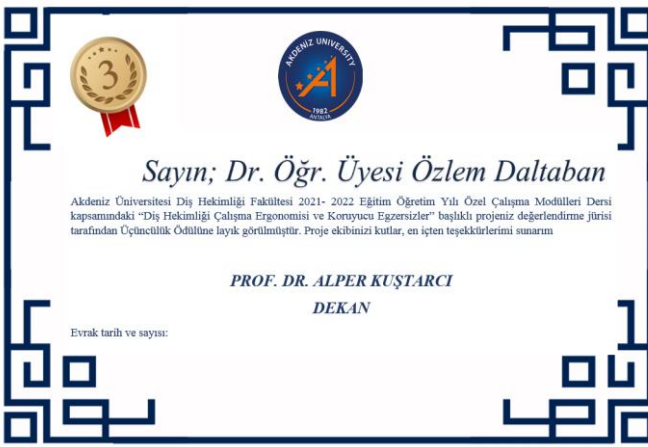 3
AKDENİZ UNIVERSITY
1982
ANTALYA
Sayın; Dr. Öğr. Üyesi Özlem Daltaban
Akdeniz Üniversitesi Diş Hekimliği Fakültesi 2021- 2022 Eğitim Öğretim Yılı Özel Çalışma Modülleri Dersi
kapsamındaki “Diş Hekimliği Çalışma Ergonomisi ve Koruyucu Egzersizler” başlıklı projeniz değerlendirme jürisi
tarafından Üçüncülük Ödülüne layık görülmüştür. Proje ekibinizi kutlar, en içten teşekkürlerimi sunarım
PROF. DR. ALPER KUŞTARCI
DEKAN
Evrak tarih ve sayısı: